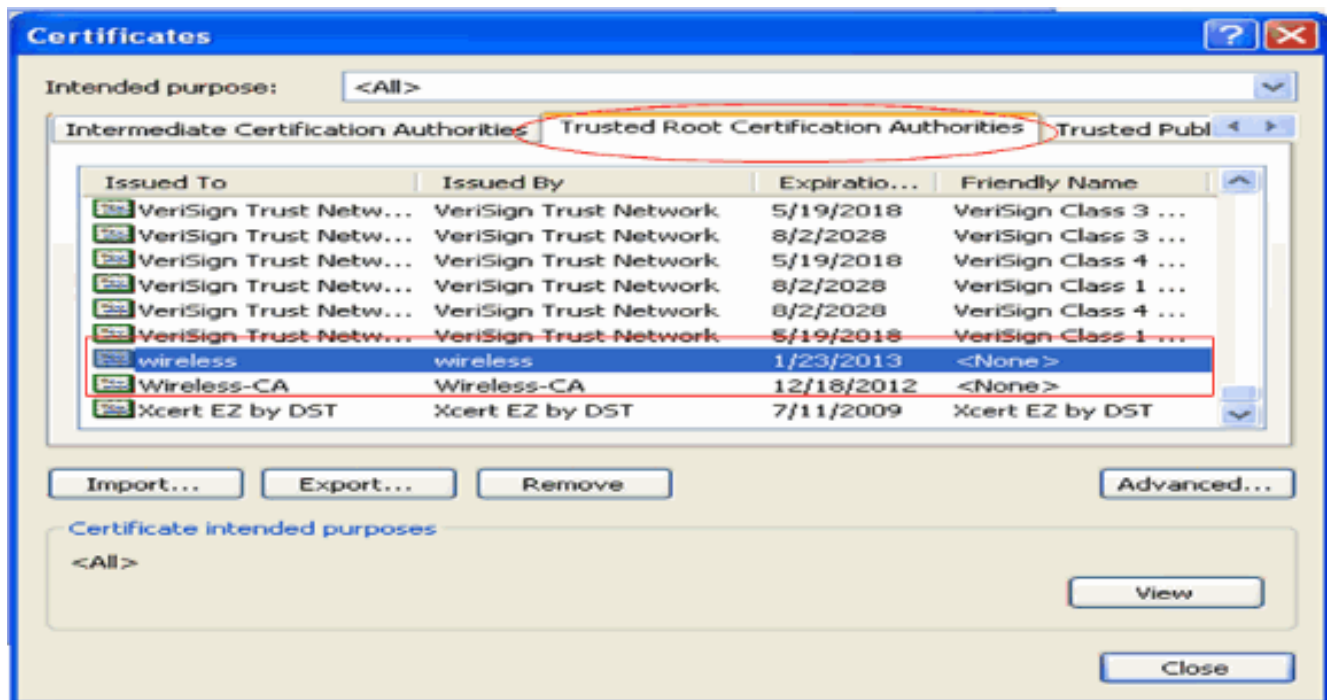 Certificates
Intended purpose: <All>
Intermediate Certification Authorities Trusted Root Certification Authorities Trusted Publ
Issued To Issued By Expiratio... Friendly Name
VeriSign Trust Netw... VeriSign Trust Network 5/19/2018 VeriSign Class 3 ...
VeriSign Trust Netw... VeriSign Trust Network 8/2/2028 VeriSign Class 3 ...
VeriSign Trust Netw... VeriSign Trust Network 5/19/2018 VeriSign Class 4 ...
VeriSign Trust Netw... VeriSign Trust Network 8/2/2028 VeriSign Class 1 ...
VeriSign Trust Netw... VeriSign Trust Network 8/2/2028 VeriSign Class 4 ...
VeriSign Trust Netw... VeriSign Trust Network 5/19/2018 VeriSign Class 1 ...
wireless wireless 1/23/2013 <None>
Wireless-CA Wireless-CA 12/18/2012 <None>
Xcert EZ by DST Xcert EZ by DST 7/11/2009 Xcert EZ by DST
Import... Export... Remove Advanced...
Certificate intended purposes
<All>
View
Close